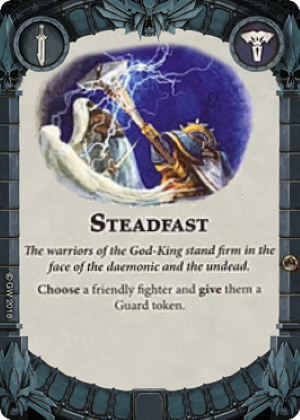 STEADFAST
The warriors of the God-King stand firm in the
face of the daemonic and the undead.
Choose a friendly fighter and give them a
Guard token.
© GW 2018